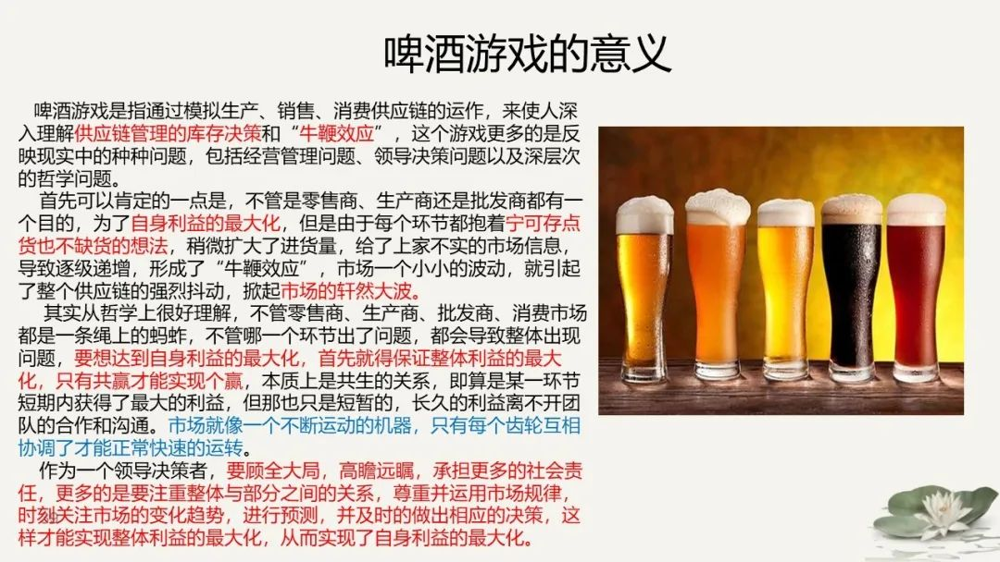 啤酒游戏的意义
啤酒游戏是指通过模拟生产、销售、消费供应链的运作，来使人深
入理解供应链管理的库存决策和“牛鞭效应”，这个游戏更多的是反
映现实中的种种问题，包括经营管理问题、领导决策问题以及深层次
的哲学问题。
首先可以肯定的一点是，不管是零售商、生产商还是批发商都有一
个目的，为了自身利益的最大化，但是由于每个环节都抱着宁可存点
货也不缺货的想法，稍微扩大了进货量，给了上家不实的市场信息，
导致逐级递增，形成了“牛鞭效应”，市场一个小小的波动，就引起
了整个供应链的强烈抖动，掀起市场的轩然大波。
其实从哲学上很好理解，不管零售商、生产商、批发商、消费市场
都是一条绳上的蚂蚱，不管哪一个环节出了问题，都会导致整体出现
问题，要想达到自身利益的最大化，首先就得保证整体利益的最大
化，只有共赢才能实现个赢，本质上是共生的关系，即算是某一环节
短期内获得了最大的利益，但那也只是短暂的，长久的利益离不开团
队的合作和沟通。市场就像一个不断运动的机器，只有每个齿轮互相
协调了才能正常快速的运转。
作为一个领导决策者，要顾全大局，高瞻远瞩，承担更多的社会责
任，更多的是要注重整体与部分之间的关系，尊重并运用市场规律，
时刻关注市场的变化趋势，进行预测，并及时的做出相应的决策，这
样才能实现整体利益的最大化，从而实现了自身利益的最大化。